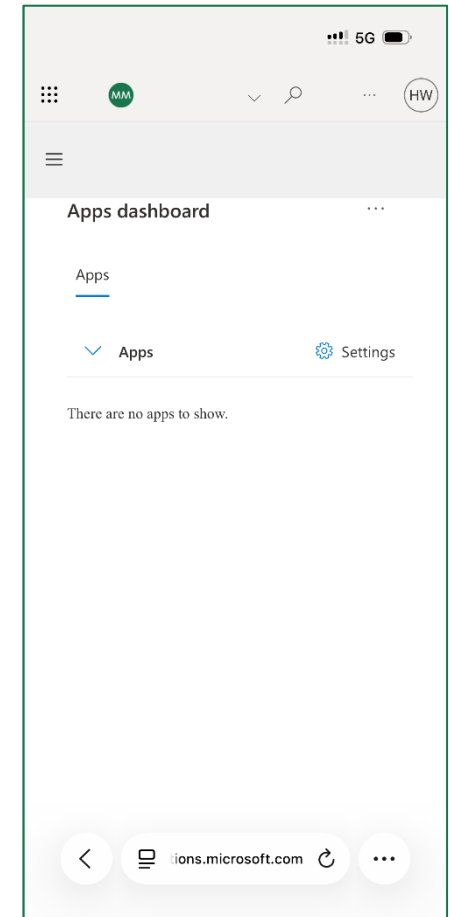 5G
MM
HW
Apps dashboard
Apps
Apps
Settings
There are no apps to show.
ions.microsoft.com